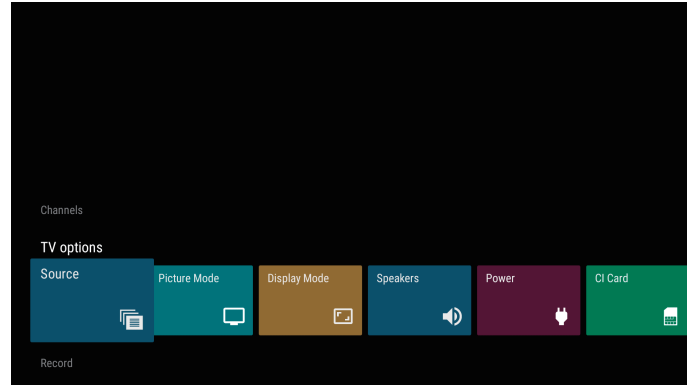 Channels
TV options
Source
Picture Mode
Display Mode
Speakers
Power
CI Card
Record